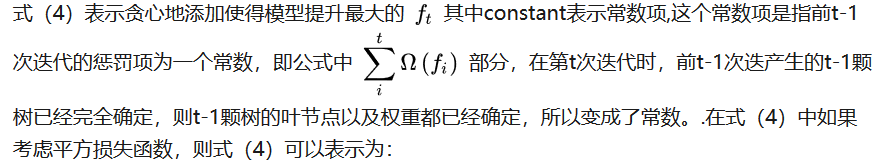 式（4）表示贪心地添加使得模型提升最大的 f_t 其中constant表示常数项,这个常数项是指前t-1
次迭代的惩罚项为一个常数，即公式中 \sum_{i}^{t} \Omega(f_i) 部分，在第t次迭代时，前t-1次迭产生的t-1颗
树已经完全确定，则t-1颗树的叶节点以及权重都已经确定，所以变成了常数。.在式（4）中如果
考虑平方损失函数，则式（4）可以表示为：